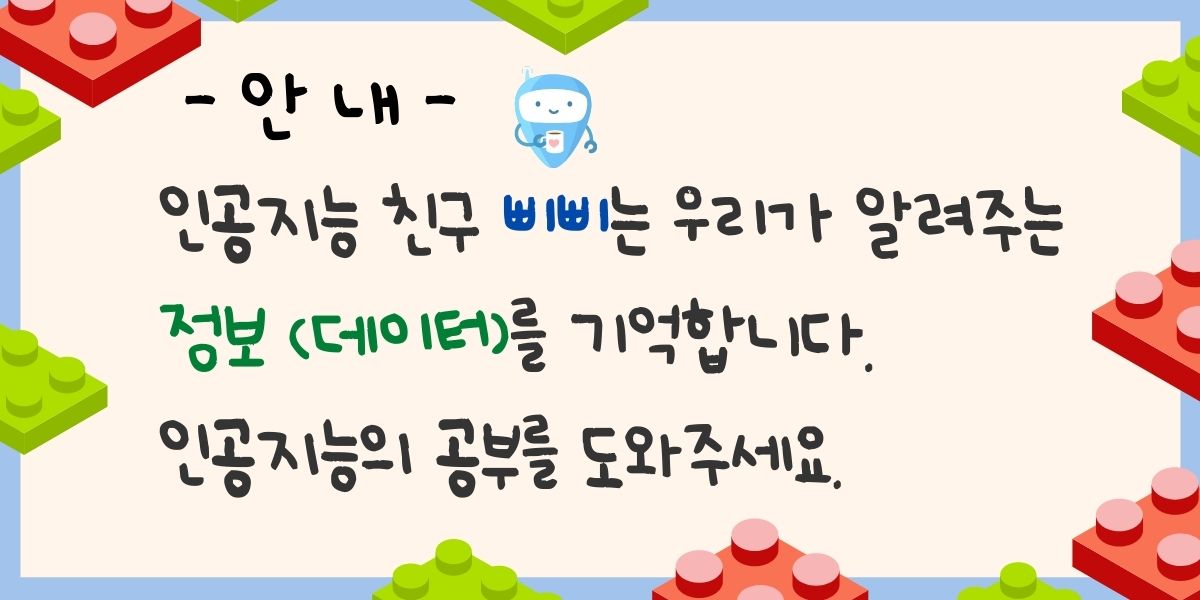 - 안 내 -
인공지능 친구 삐삐는 우리가 알려주는
정보 (데이터)를 기억합니다.
인공지능의 공부를 도와주세요.